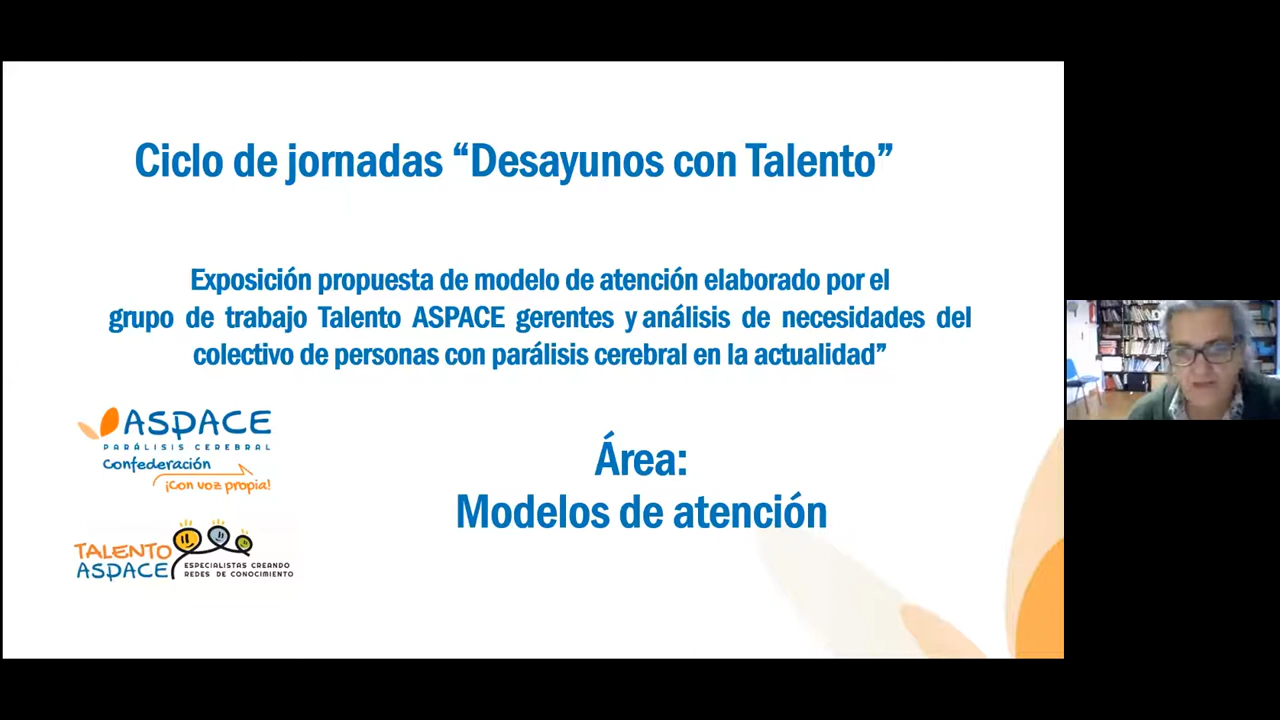 Ciclo de jornadas “Desayunos con Talento”
Exposición propuesta de modelo de atención elaborado por el
grupo de trabajo Talento ASPACE gerentes y análisis de necesidades del
colectivo de personas con parálisis cerebral en la actualidad”
ASPACE
PARÁLISIS CEREBRAL
Confederación
¡Con voz propia!
Área:
Modelos de atención
TALENTO
ASPACE
ESPECIALISTAS CREANDO
REDES DE CONOCIMIENTO